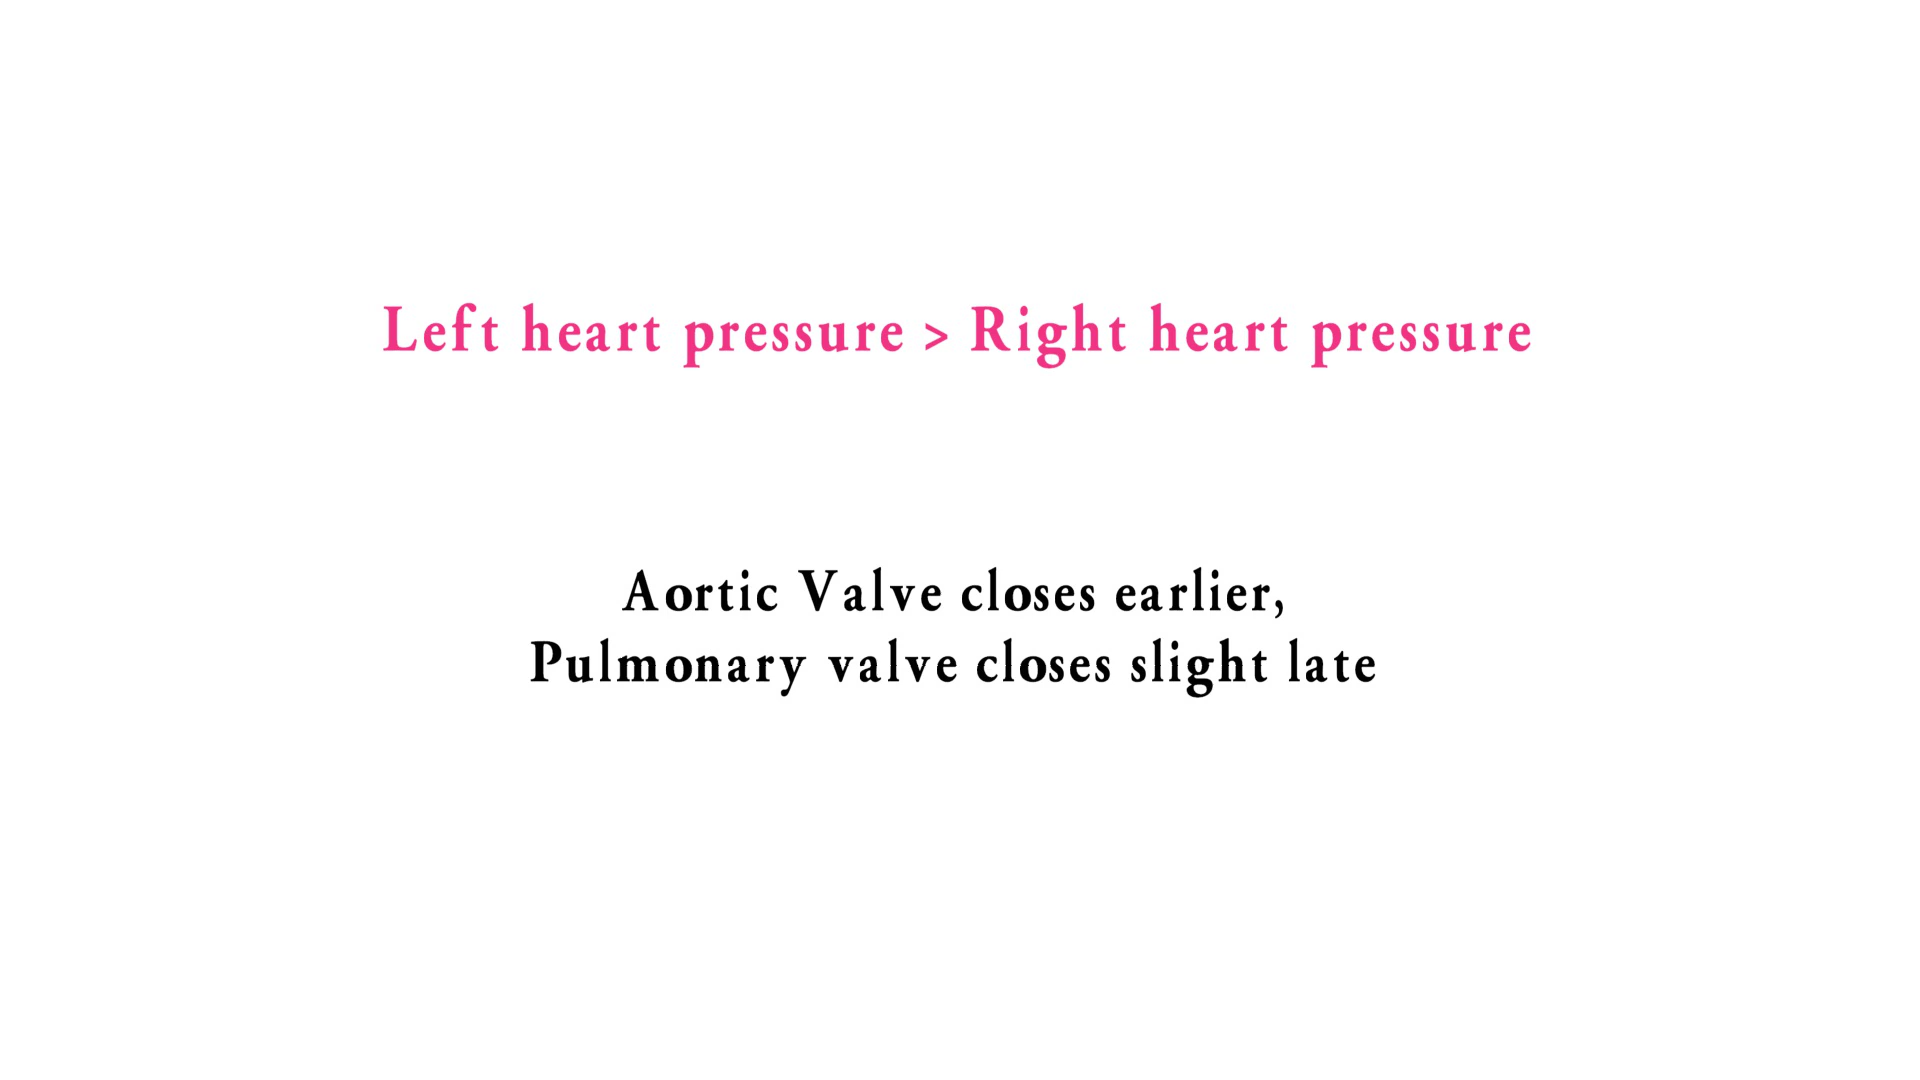 Left heart pressure > Right heart pressure
Aortic Valve closes earlier,
Pulmonary valve closes slight late